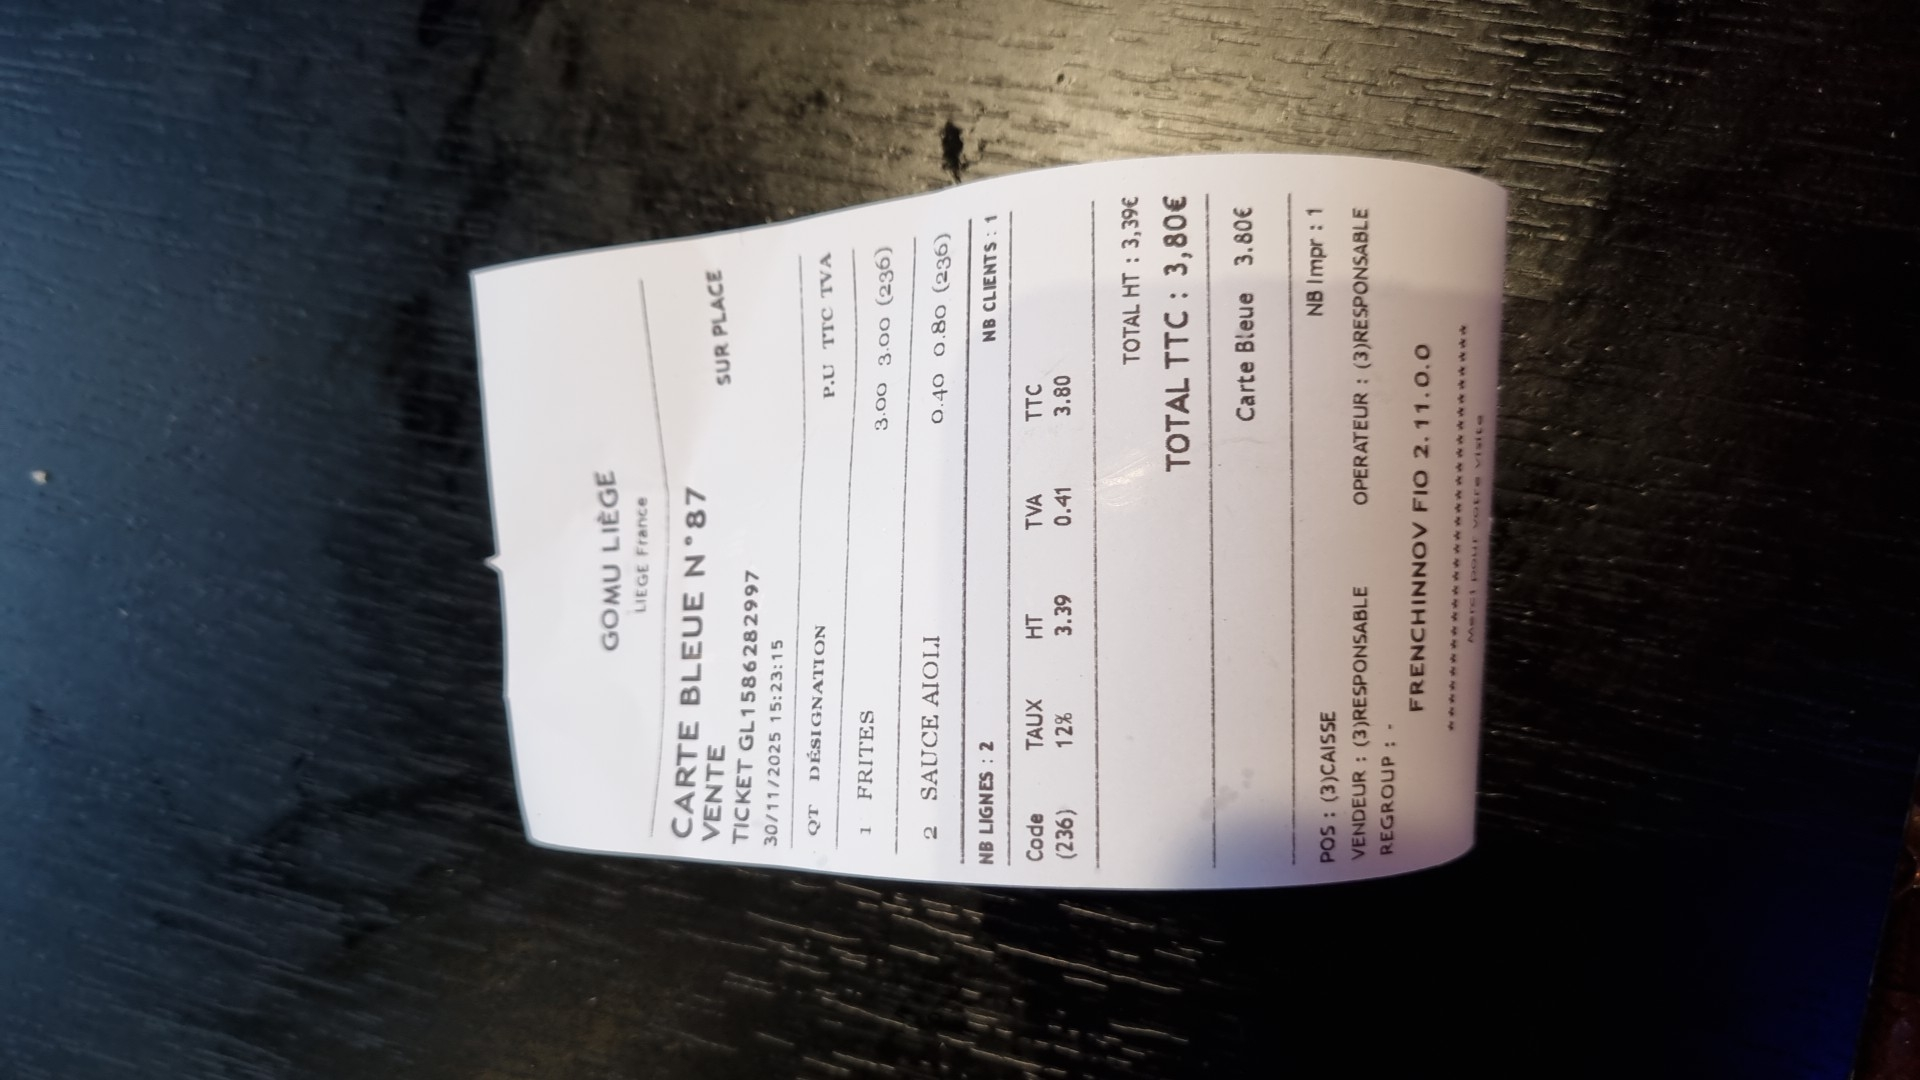 GOMU LIÈGE
LIEGE France
CARTE BLEUE N°87
VENTE SUR PLACE
TICKET GL1586282997
30/11/2025 15:23:15
QT DÉSIGNATION P.U TTC TVA
1 FRITES 3.00 3.00 (236)
2 SAUCE AIOLI 0.40 0.80 (236)
NB LIGNES : 2 NB CLIENTS : 1
Code TAUX HT TVA TTC
(236) 12% 3.39 0.41 3.80
TOTAL HT : 3,39€
TOTAL TTC : 3,80€
Carte Bleue 3.80€
POS : (3)CAISSE NB Impr : 1
VENDEUR : (3)RESPONSABLE OPERATEUR : (3)RESPONSABLE
REGROUP : -
FRENCHINNOV FIO 2.11.0.0
****************************************
Merci pour votre visite